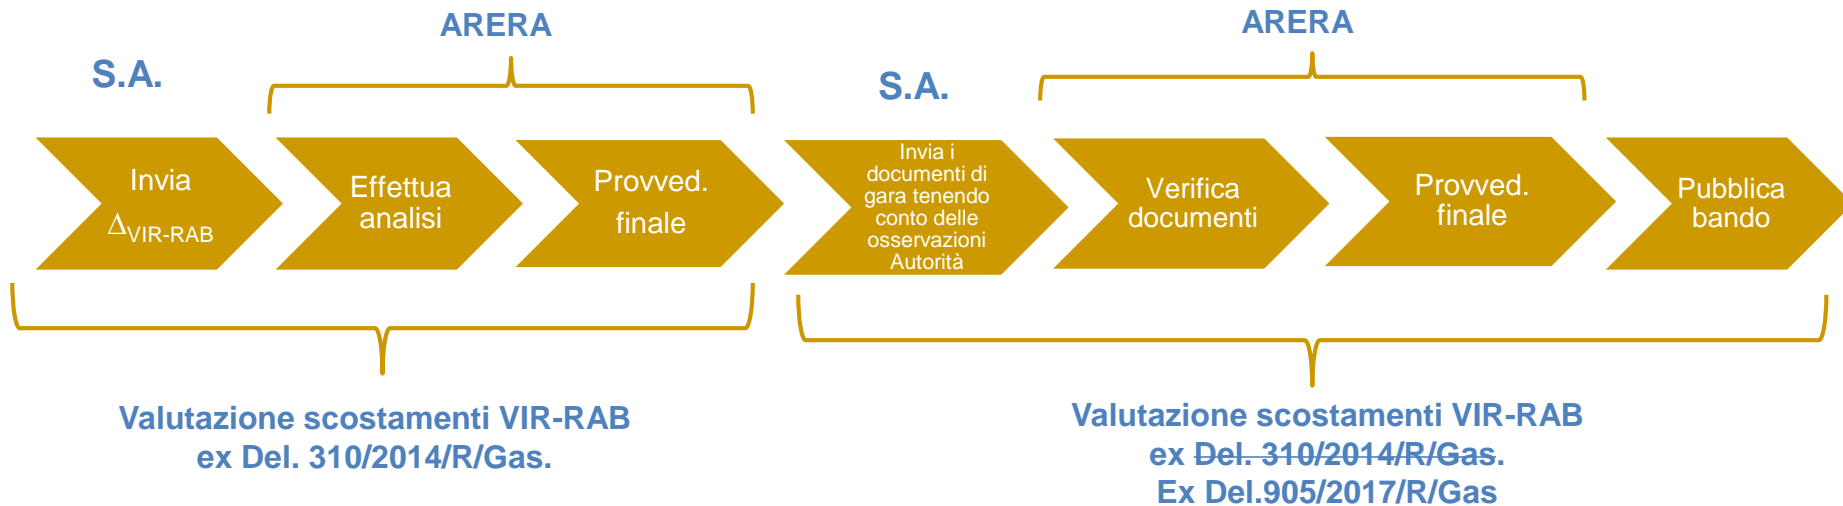 ARERA
S.A.
Invia
ΔVIR-RAB
Effettua
analisi
Provved.
finale
ARERA
S.A.
Invia i
documenti di
gara tenendo
conto delle
osservazioni
Autorità
Verifica
documenti
Provved.
finale
Pubblica
bando
Valutazione scostamenti VIR-RAB
ex Del. 310/2014/R/Gas.
Valutazione scostamenti VIR-RAB
ex Del. 310/2014/R/Gas.
Ex Del.905/2017/R/Gas